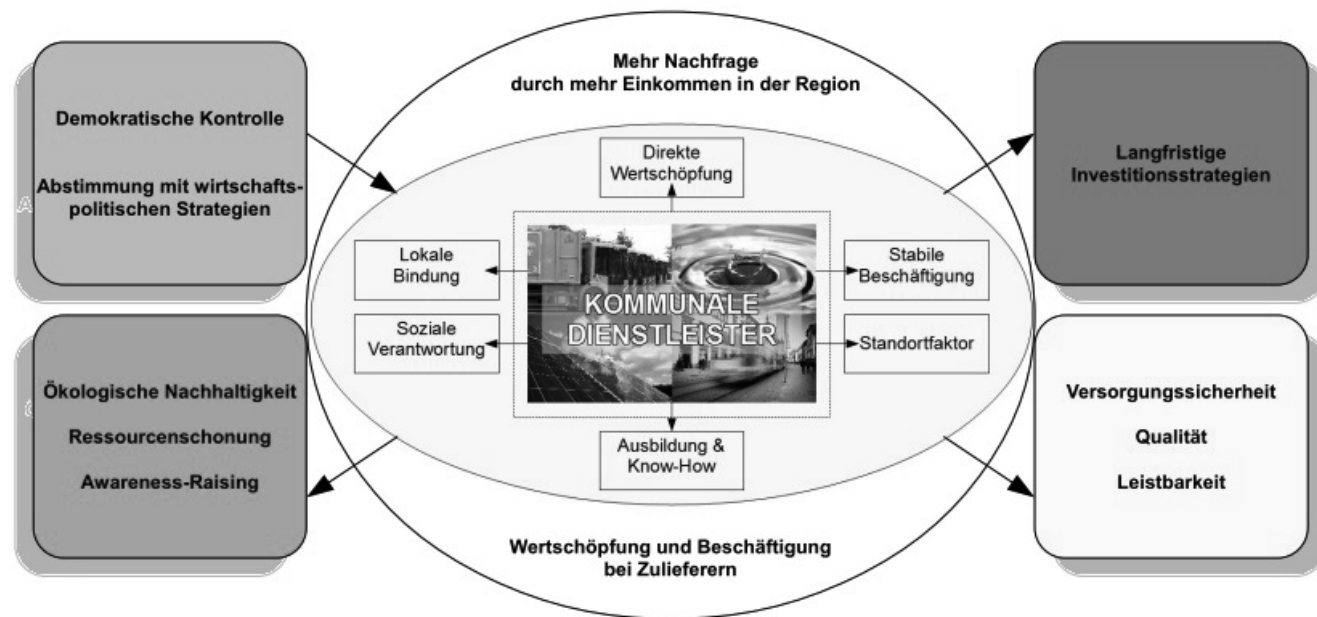 Mehr Nachfrage
durch mehr Einkommen in der Region
Demokratische Kontrolle
Abstimmung mit wirtschafts-
politischen Strategien
Langfristige
Investitionsstrategien
Direkte
Wertschöpfung
Lokale
Bindung
Stabile
Beschäftigung
KOMMUNALE
DIENSTLEISTER
Soziale
Verantwortung
Standortfaktor
Ausbildung &
Know-How
Ökologische Nachhaltigkeit
Ressourcenschonung
Awareness-Raising
Versorgungssicherheit
Qualität
Leistbarkeit
Wertschöpfung und Beschäftigung
bei Zulieferern